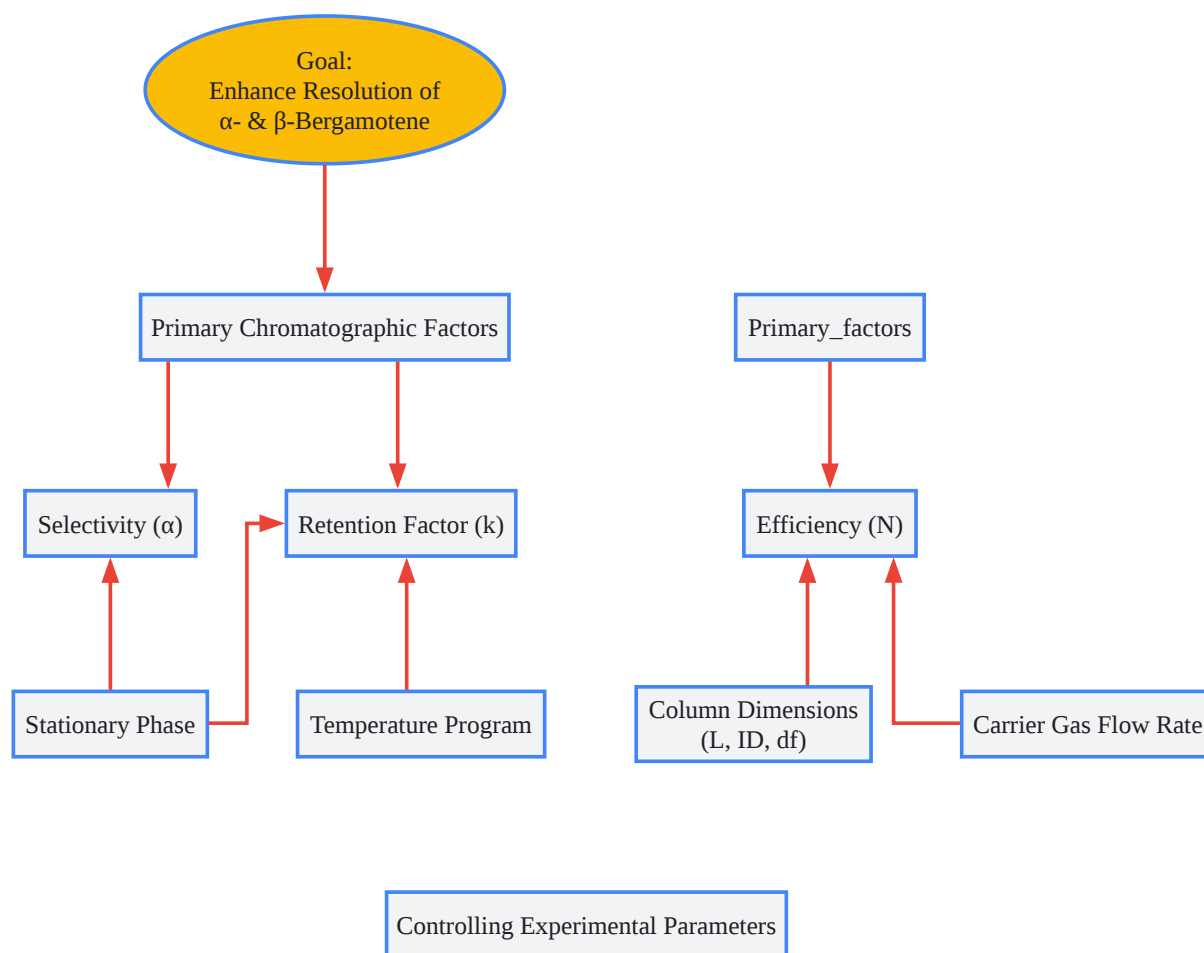 Goal:
Enhance Resolution of
α- & β-Bergamotene
Primary Chromatographic Factors
Primary_factors
Selectivity (α)
Retention Factor (k)
Efficiency (N)
Stationary Phase
Temperature Program
Column Dimensions
(L, ID, df)
Carrier Gas Flow Rate
Controlling Experimental Parameters